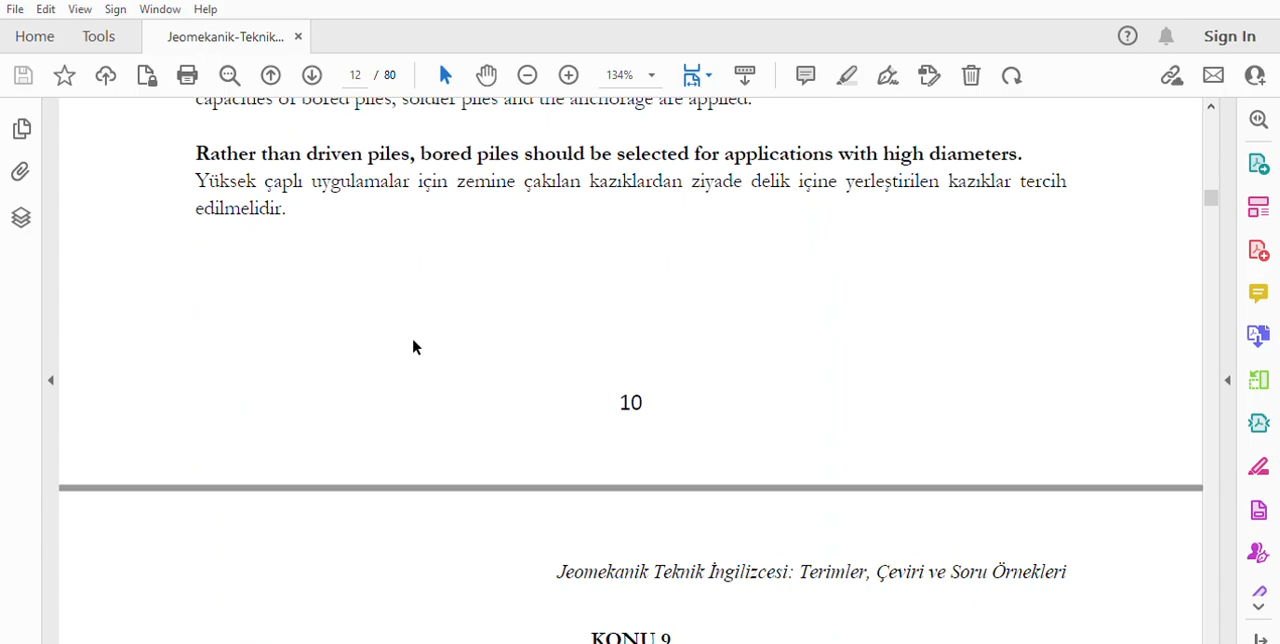 File Edit View Sign Window Help
Home Tools Jeomekanik-Teknik... × Sign In
12 / 80 134%
capacities of bored piles, soldier piles and the anchorage are applied.
Rather than driven piles, bored piles should be selected for applications with high diameters.
Yüksek çaplı uygulamalar için zemine çakılan kazıklardan ziyade delik içine yerleştirilen kazıklar tercih
edilmelidir.
10
Jeomekanik Teknik İngilizcesi: Terimler, Çeviri ve Soru Örnekleri
KONU 9